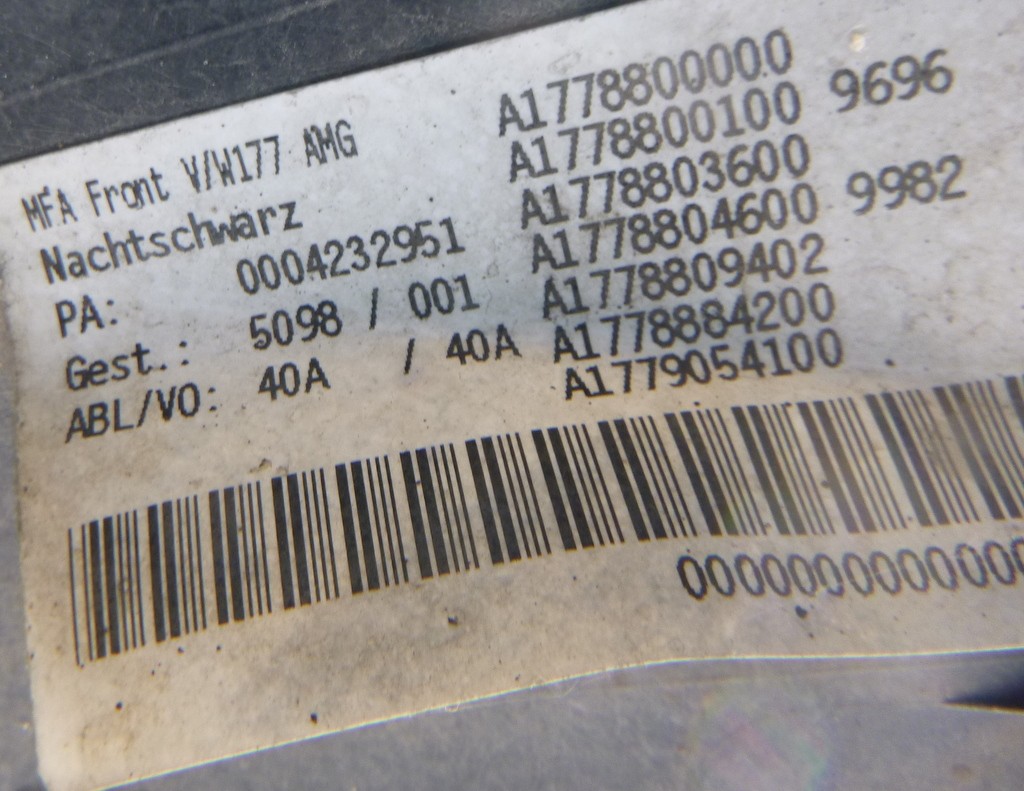 MFA Front V/W177 AMG
Nachtschwarz
PA: 0004232951
Gest.: 5098 / 001
ABL/VO: 40A / 40A
A1778800000
A1778800100 9696
A1778803600
A1778804600 9982
A1778809402
A1778884200
A1779054100
000000000000000